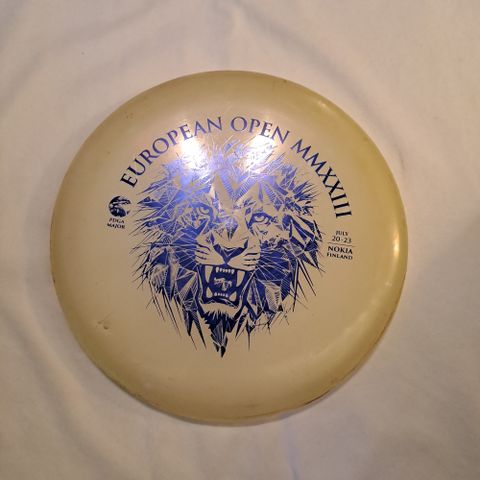 EUROPEAN OPEN MMXXIII
PDGA
MAJOR
JULY
20-23
NOKIA
FINLAND